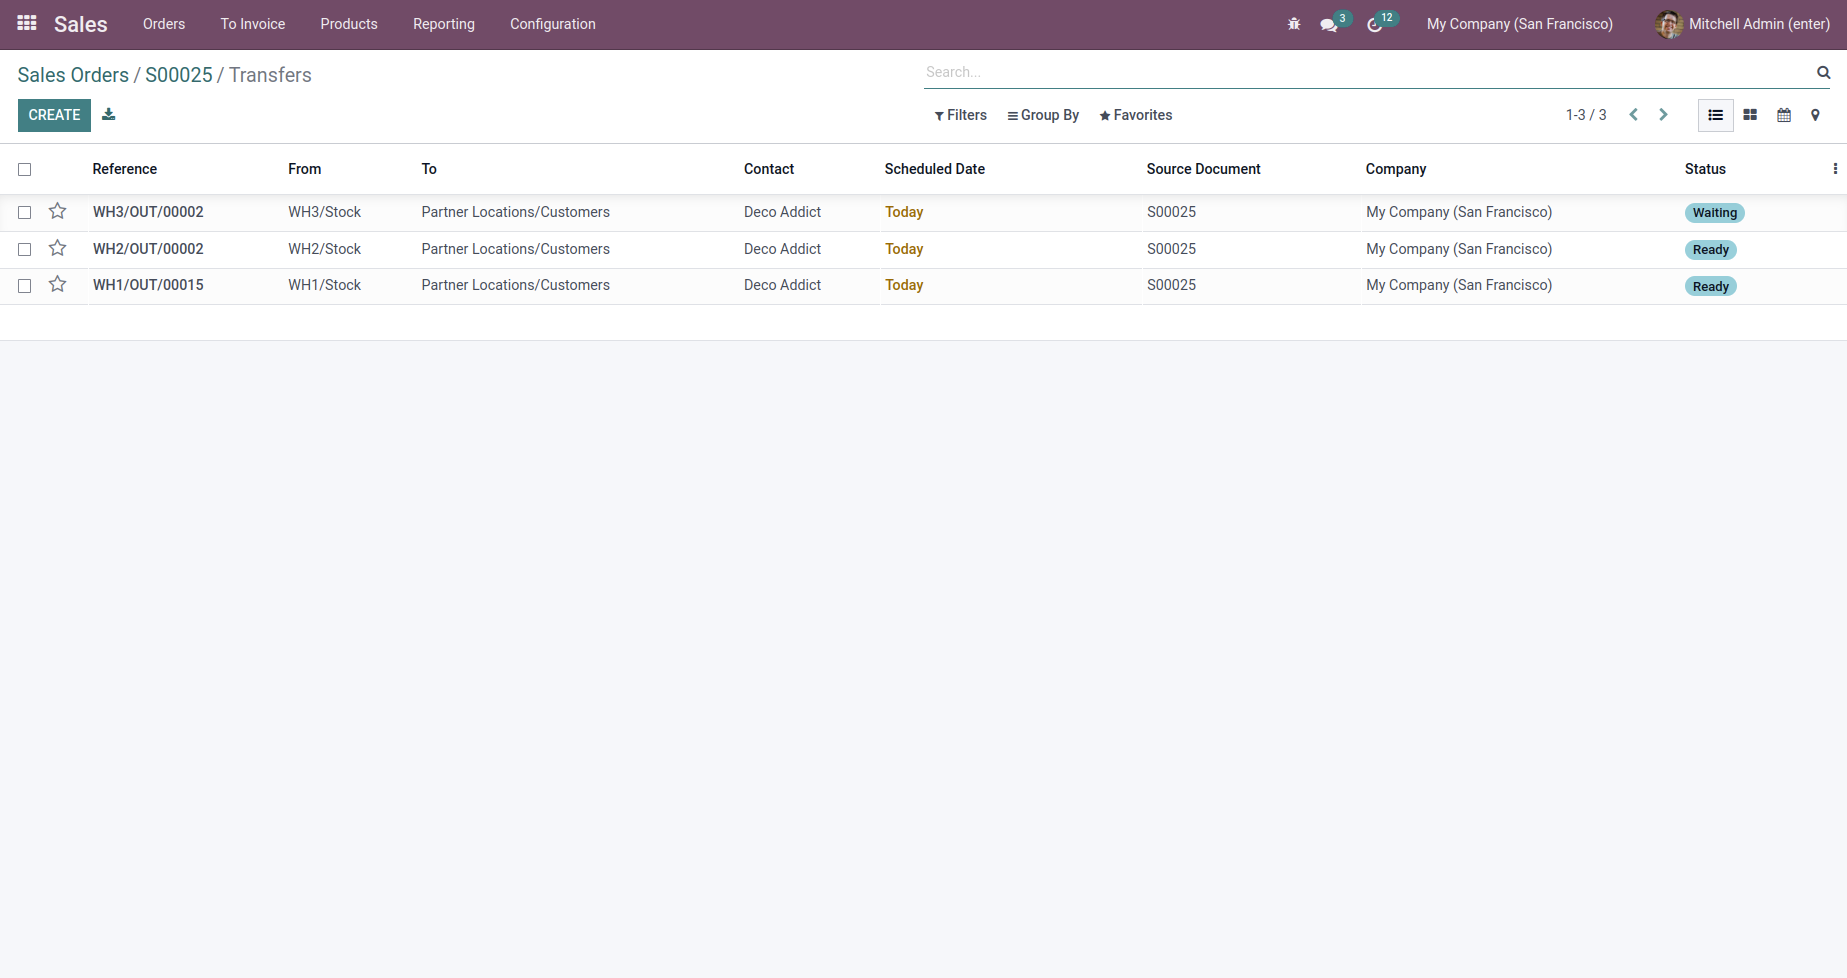 Sales Orders To Invoice Products Reporting Configuration 3 12 My Company (San Francisco) Mitchell Admin (enter)
Sales Orders / S00025 / Transfers
Search...
CREATE Filters Group By Favorites 1-3 / 3
Reference From To Contact Scheduled Date Source Document Company Status
WH3/OUT/00002 WH3/Stock Partner Locations/Customers Deco Addict Today S00025 My Company (San Francisco) Waiting
WH2/OUT/00002 WH2/Stock Partner Locations/Customers Deco Addict Today S00025 My Company (San Francisco) Ready
WH1/OUT/00015 WH1/Stock Partner Locations/Customers Deco Addict Today S00025 My Company (San Francisco) Ready